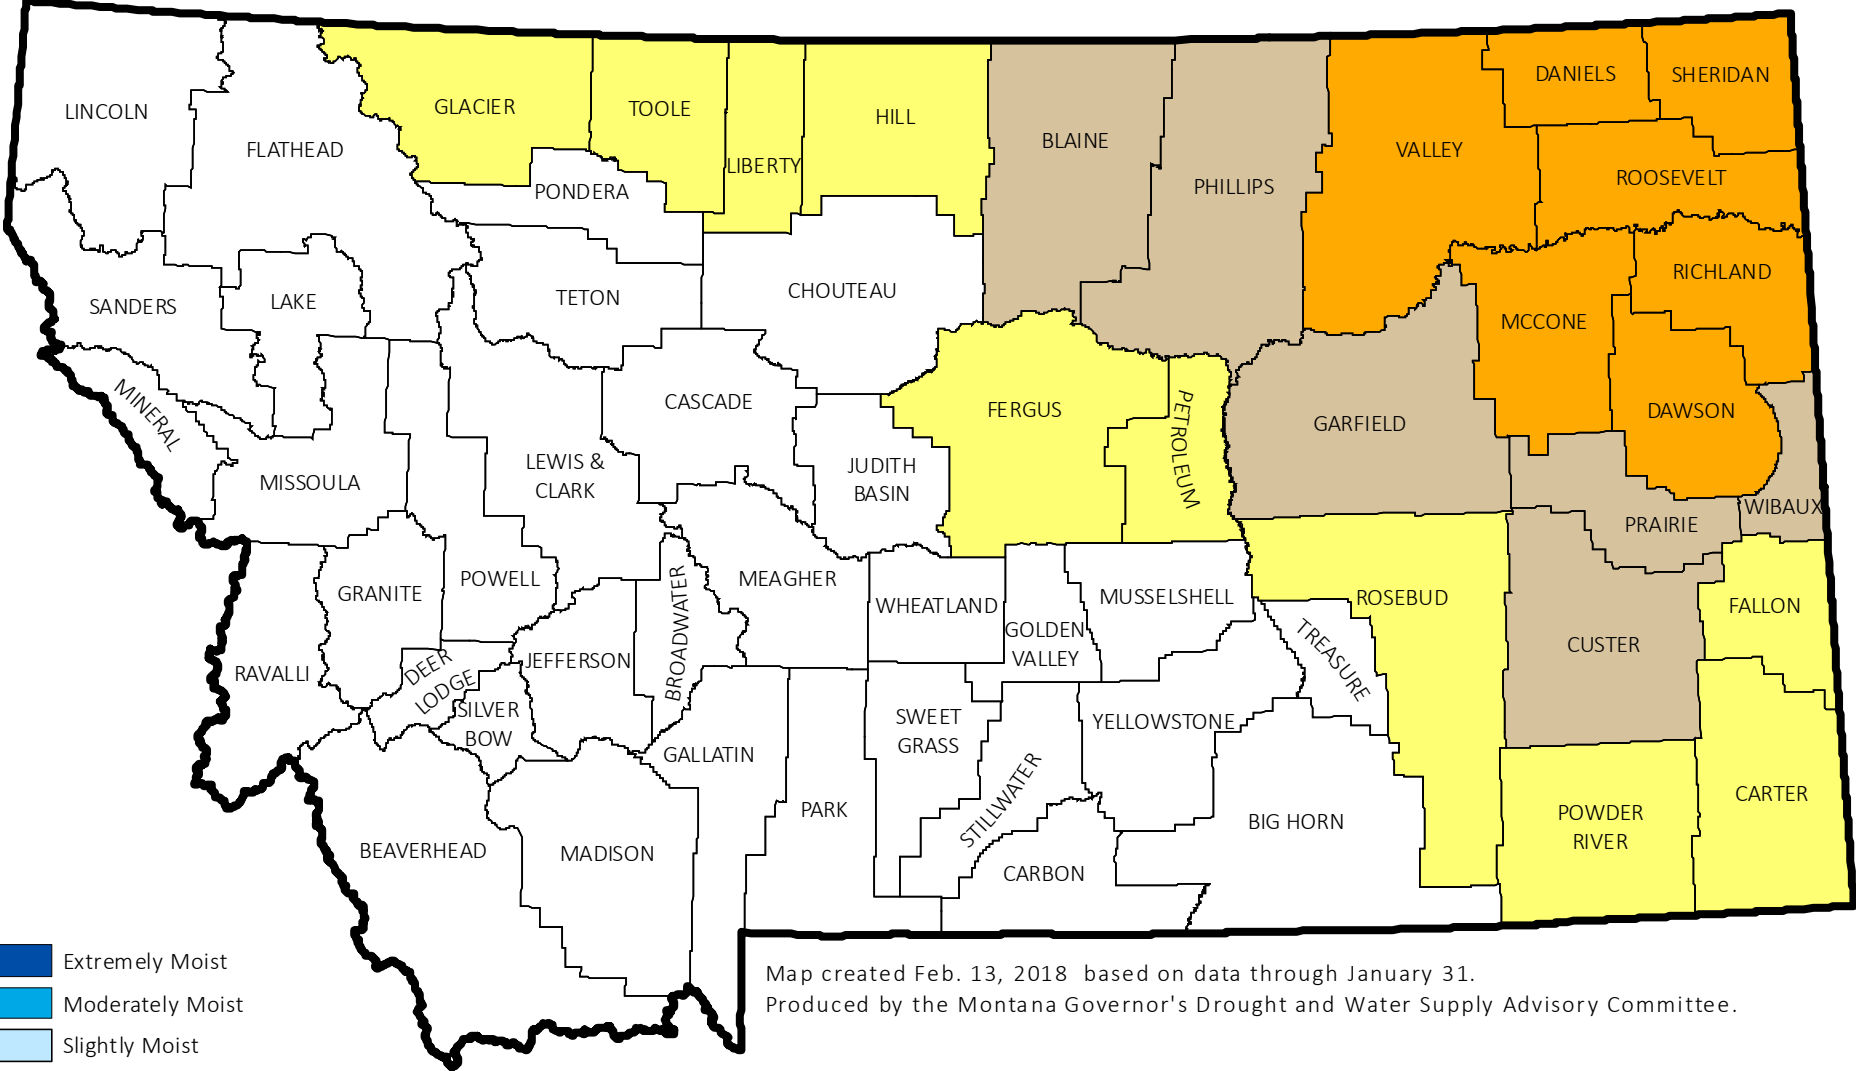 LINCOLN
FLATHEAD
GLACIER
TOOLE
LIBERTY
HILL
BLAINE
PHILLIPS
VALLEY
DANIELS
SHERIDAN
ROOSEVELT
PONDERA
SANDERS
LAKE
TETON
CHOUTEAU
RICHLAND
MCCONE
MINERAL
MISSOULA
CASCADE
LEWIS &
CLARK
JUDITH
BASIN
FERGUS
PETROLEUM
GARFIELD
DAWSON
WIBAUX
PRAIRIE
POWELL
GRANITE
RAVALLI
DEER
LODGE
SILVER
BOW
JEFFERSON
BROADWATER
MEAGHER
WHEATLAND
GOLDEN
VALLEY
MUSSELSHELL
ROSEBUD
TREASURE
CUSTER
FALLON
GALLATIN
SWEET
GRASS
STILLWATER
YELLOWSTONE
BEAVERHEAD
MADISON
PARK
CARBON
BIG HORN
POWDER
RIVER
CARTER
Extremely Moist
Moderately Moist
Slightly Moist
Map created Feb. 13, 2018 based on data through January 31.
Produced by the Montana Governor's Drought and Water Supply Advisory Committee.